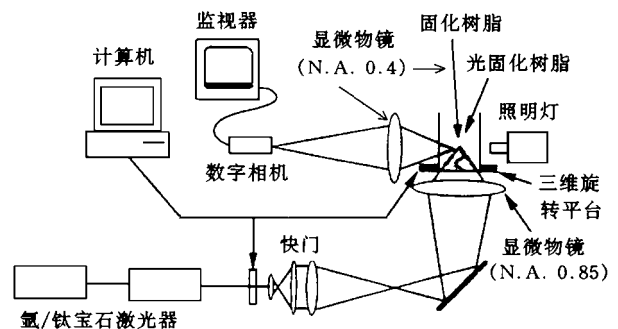 监视器
计算机
显微物镜
(N.A. 0.4)
固化树脂
光固化树脂
照明灯
数字相机
三维旋
转平台
快门
显微物镜
(N.A. 0.85)
氩/钛宝石激光器